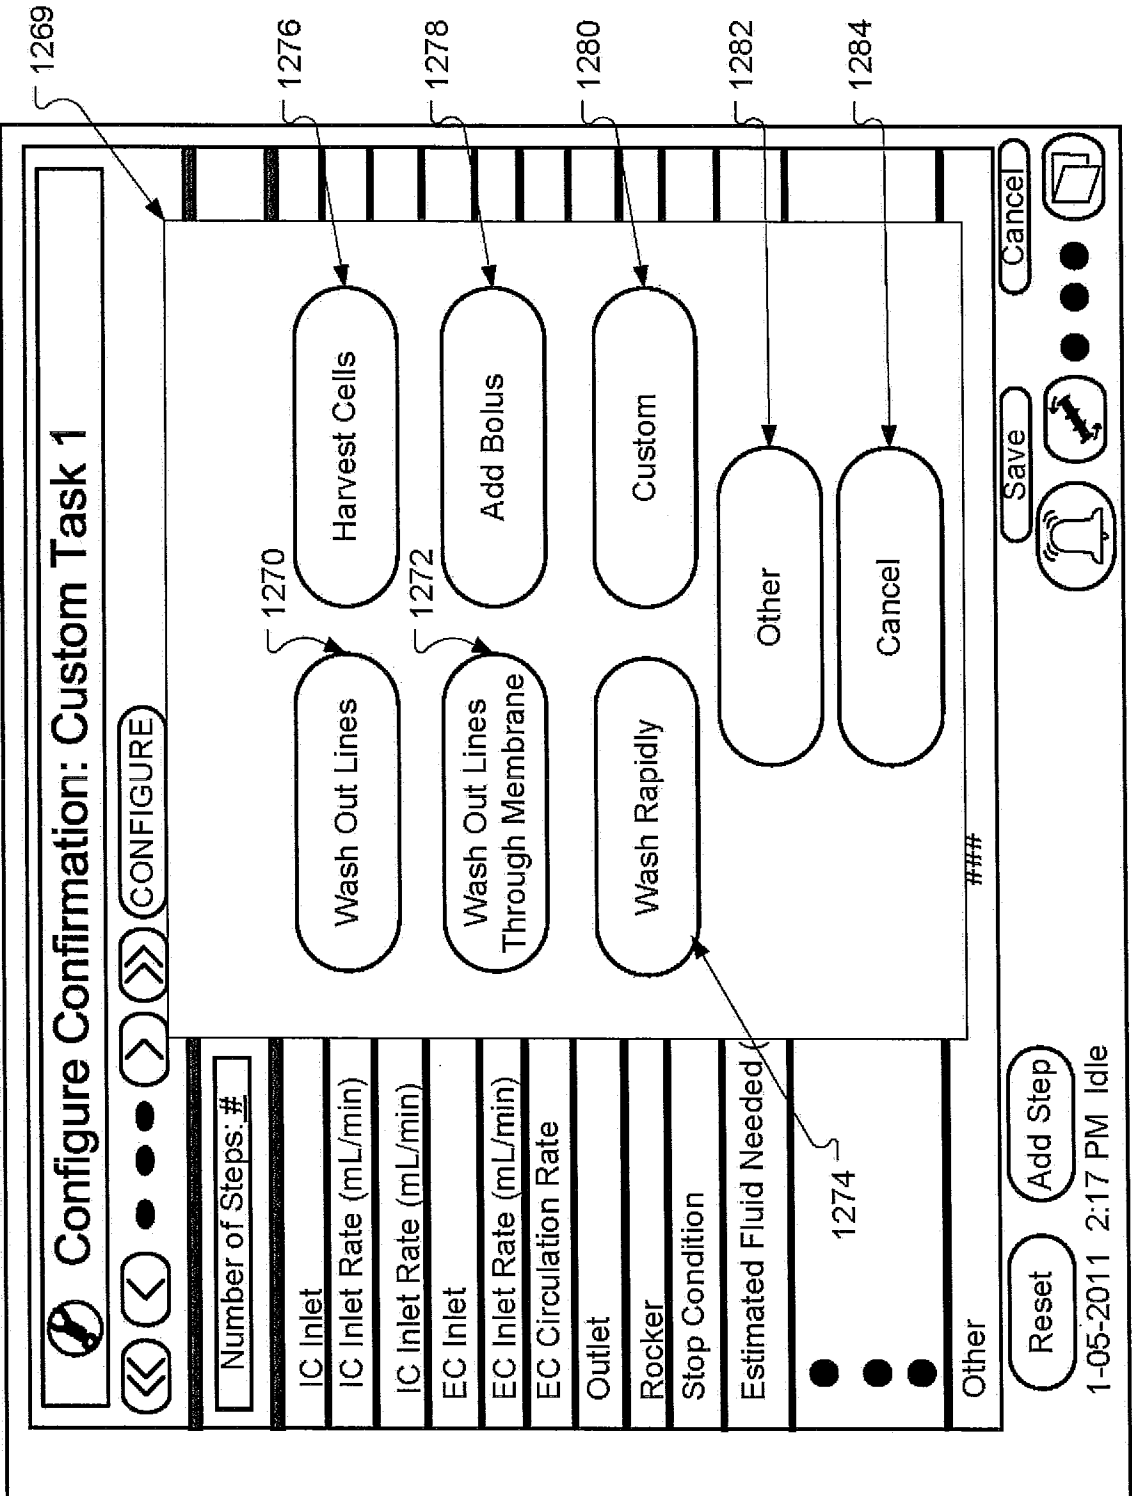 1269
1276
1278
1280
1282
1284
Configure Confirmation: Custom Task 1
CONFIGURE
Number of Steps: #
IC Inlet
IC Inlet Rate (mL/min)
IC Inlet Rate (mL/min)
EC Inlet
EC Inlet Rate (mL/min)
EC Circulation Rate
Outlet
Rocker
Stop Condition
Estimated Fluid Needed (
Other
1270
Wash Out Lines
Harvest Cells
1272
Wash Out Lines
Through Membrane
Add Bolus
Wash Rapidly
Custom
Other
Cancel
1274
###
Reset
Add Step
Save
Cancel
1-05-2011 2:17 PM Idle